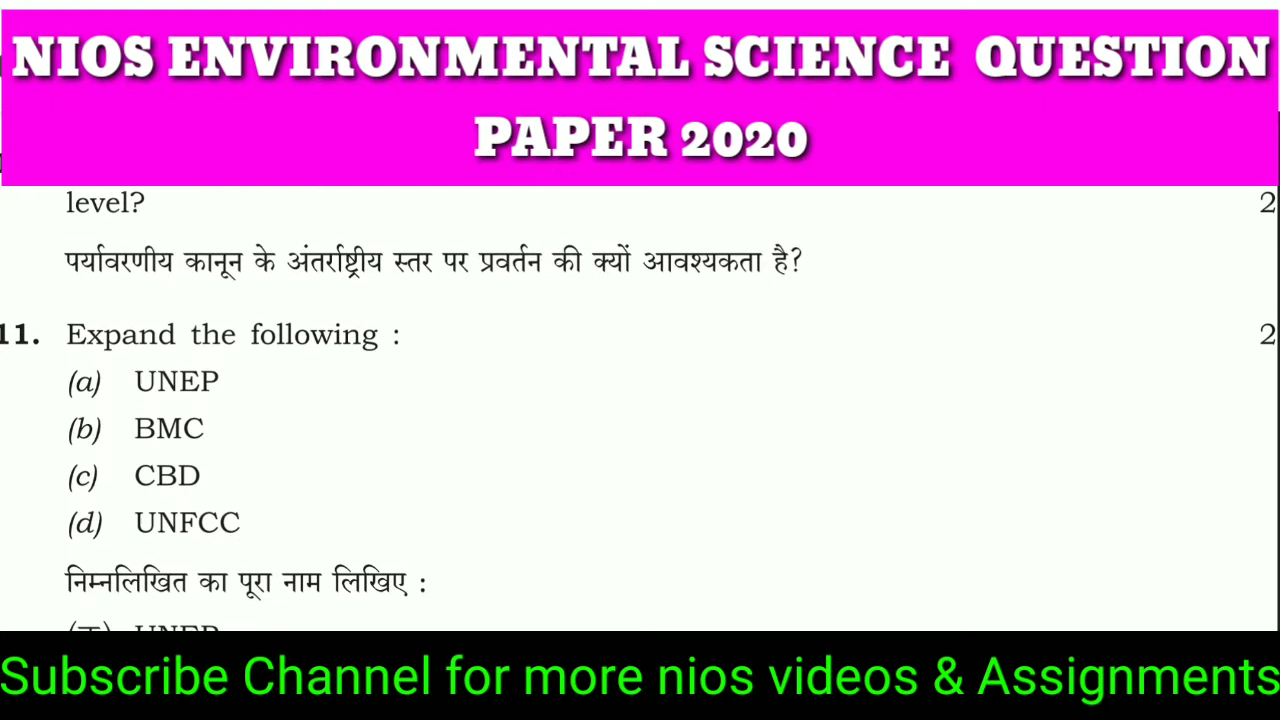 NIOS ENVIRONMENTAL SCIENCE QUESTION
PAPER 2020
level? 2
पर्यावरणीय कानून के अंतर्राष्ट्रीय स्तर पर प्रवर्तन की क्यों आवश्यकता है?
11. Expand the following : 2
(a) UNEP
(b) BMC
(c) CBD
(d) UNFCC
निम्नलिखित का पूरा नाम लिखिए :
(क) UNEP
Subscribe Channel for more nios videos & Assignments